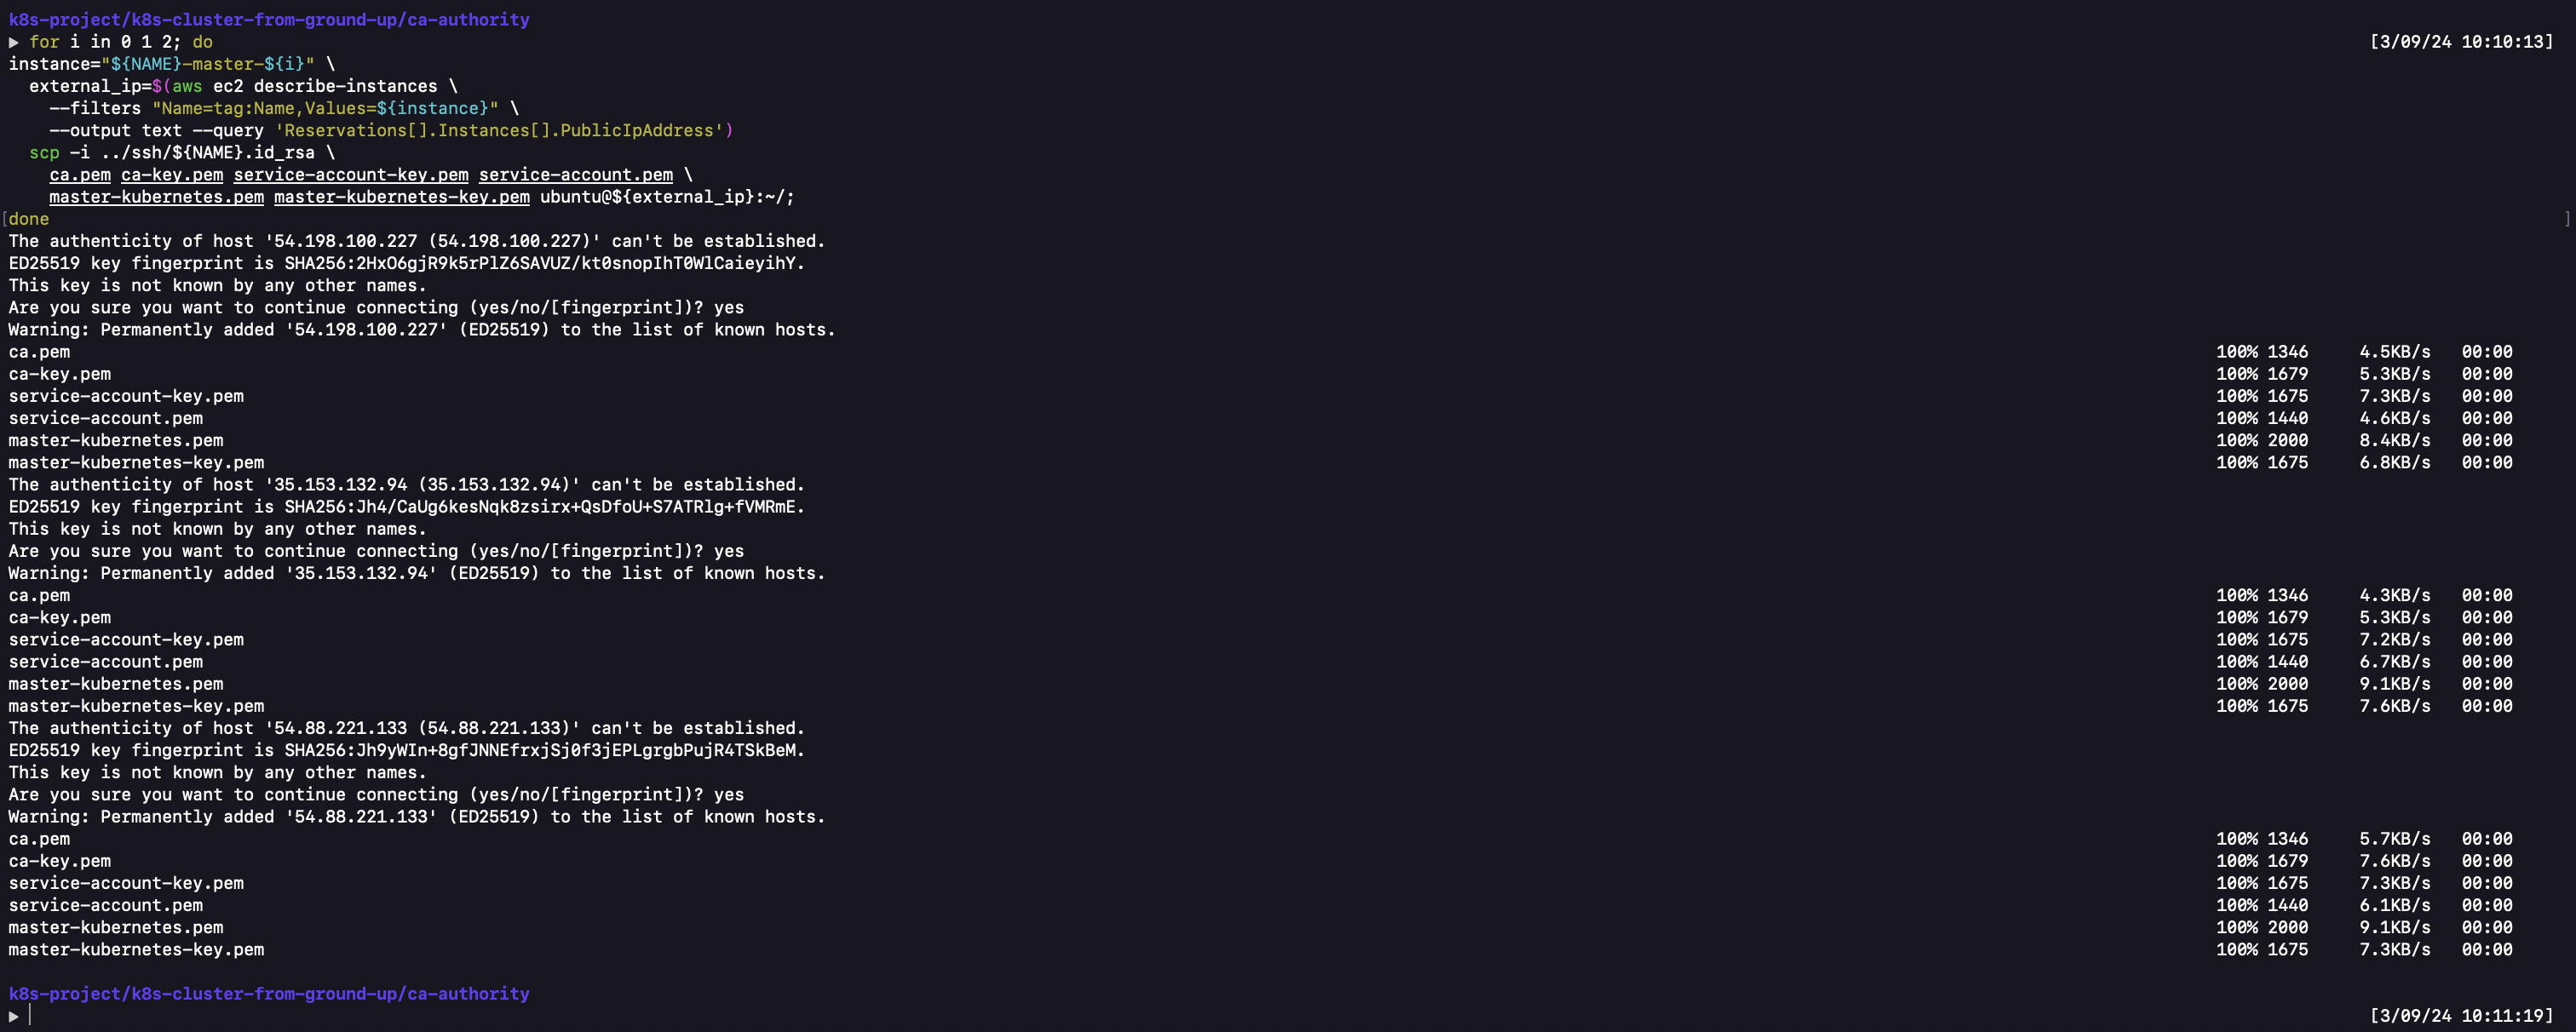 k8s-project/k8s-cluster-from-ground-up/ca-authority
▶ for i in 0 1 2; do [3/09/24 10:10:13]
instance="${NAME}-master-${i}" \
  external_ip=$(aws ec2 describe-instances \
    --filters "Name=tag:Name,Values=${instance}" \
    --output text --query 'Reservations[].Instances[].PublicIpAddress')
  scp -i ../ssh/${NAME}.id_rsa \
    ca.pem ca-key.pem service-account-key.pem service-account.pem \
    master-kubernetes.pem master-kubernetes-key.pem ubuntu@${external_ip}:~/;
[done ]
The authenticity of host '54.198.100.227 (54.198.100.227)' can't be established.
ED25519 key fingerprint is SHA256:2HxO6gjR9k5rPlZ6SAVUZ/kt0snopIhT0WlCaieyihY.
This key is not known by any other names.
Are you sure you want to continue connecting (yes/no/[fingerprint])? yes
Warning: Permanently added '54.198.100.227' (ED25519) to the list of known hosts.
ca.pem 100% 1346 4.5KB/s 00:00
ca-key.pem 100% 1679 5.3KB/s 00:00
service-account-key.pem 100% 1675 7.3KB/s 00:00
service-account.pem 100% 1440 4.6KB/s 00:00
master-kubernetes.pem 100% 2000 8.4KB/s 00:00
master-kubernetes-key.pem 100% 1675 6.8KB/s 00:00
The authenticity of host '35.153.132.94 (35.153.132.94)' can't be established.
ED25519 key fingerprint is SHA256:Jh4/CaUg6kesNqk8zsirx+QsDfoU+S7ATRlg+fVMRmE.
This key is not known by any other names.
Are you sure you want to continue connecting (yes/no/[fingerprint])? yes
Warning: Permanently added '35.153.132.94' (ED25519) to the list of known hosts.
ca.pem 100% 1346 4.3KB/s 00:00
ca-key.pem 100% 1679 5.3KB/s 00:00
service-account-key.pem 100% 1675 7.2KB/s 00:00
service-account.pem 100% 1440 6.7KB/s 00:00
master-kubernetes.pem 100% 2000 9.1KB/s 00:00
master-kubernetes-key.pem 100% 1675 7.6KB/s 00:00
The authenticity of host '54.88.221.133 (54.88.221.133)' can't be established.
ED25519 key fingerprint is SHA256:Jh9yWIn+8gfJNNEfrxjSj0f3jEPLgrgbPujR4TSkBeM.
This key is not known by any other names.
Are you sure you want to continue connecting (yes/no/[fingerprint])? yes
Warning: Permanently added '54.88.221.133' (ED25519) to the list of known hosts.
ca.pem 100% 1346 5.7KB/s 00:00
ca-key.pem 100% 1679 7.6KB/s 00:00
service-account-key.pem 100% 1675 7.3KB/s 00:00
service-account.pem 100% 1440 6.1KB/s 00:00
master-kubernetes.pem 100% 2000 9.1KB/s 00:00
master-kubernetes-key.pem 100% 1675 7.3KB/s 00:00
k8s-project/k8s-cluster-from-ground-up/ca-authority
▶ [3/09/24 10:11:19]